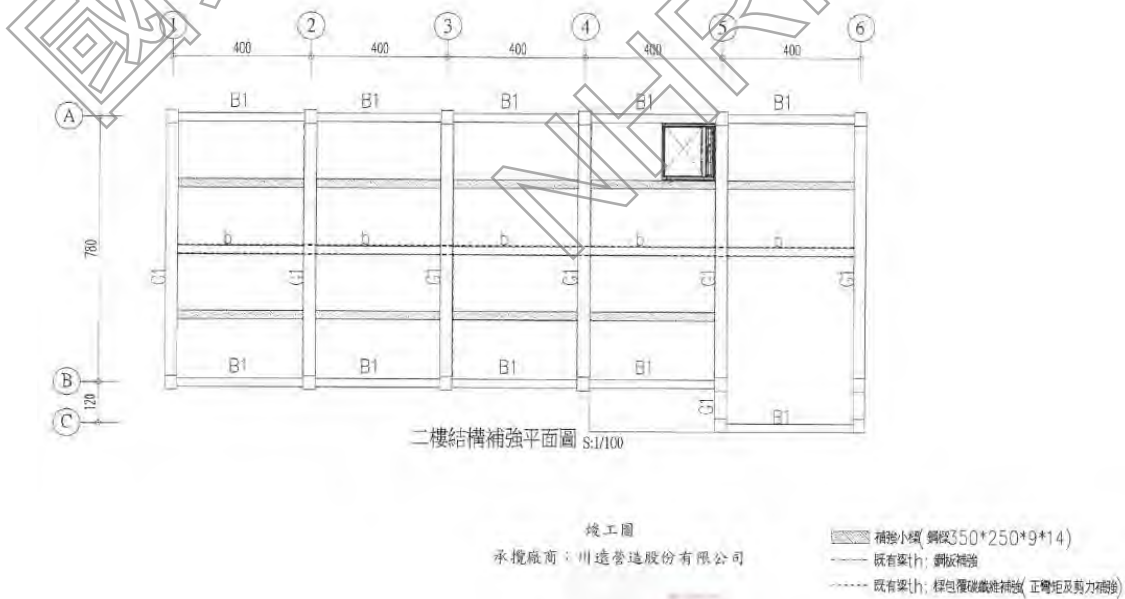 國
NHR
1 2 3 4 5 6
400 400 400 400 400
A B1 B1 B1 B1 B1
780
b b b b b
G1 G1 G1 G1 G1 G1
B B1 B1 B1 B1
120
G1
C B1
二樓結構補強平面圖 S:1/100
竣工圖
承攬廠商:川遠營造股份有限公司
補強小樑(鋼樑350*250*9*14)
既有梁th; 鋼板補強
既有梁th; 樑包覆碳纖維補強(正彎矩及剪力補強)